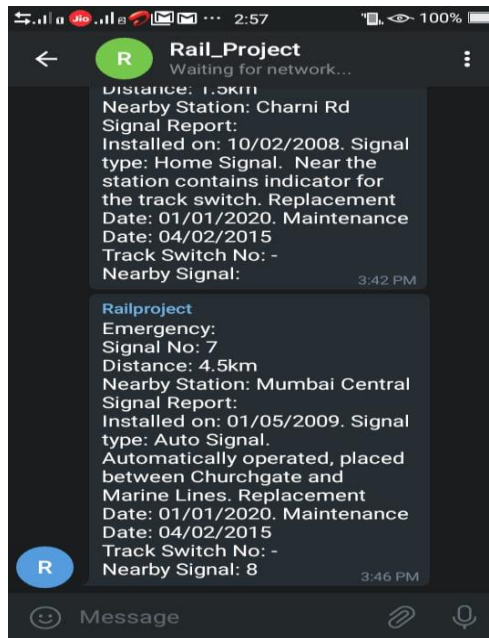 Jio 2:57 100%
R Rail_Project
Waiting for network...
Distance: 1.5km
Nearby Station: Charni Rd
Signal Report:
Installed on: 10/02/2008. Signal
type: Home Signal. Near the
station contains indicator for
the track switch. Replacement
Date: 01/01/2020. Maintenance
Date: 04/02/2015
Track Switch No: -
Nearby Signal:
3:42 PM
Railproject
Emergency:
Signal No: 7
Distance: 4.5km
Nearby Station: Mumbai Central
Signal Report:
Installed on: 01/05/2009. Signal
type: Auto Signal.
Automatically operated, placed
between Churchgate and
Marine Lines. Replacement
Date: 01/01/2020. Maintenance
Date: 04/02/2015
Track Switch No: -
R Nearby Signal: 8
3:46 PM
Message